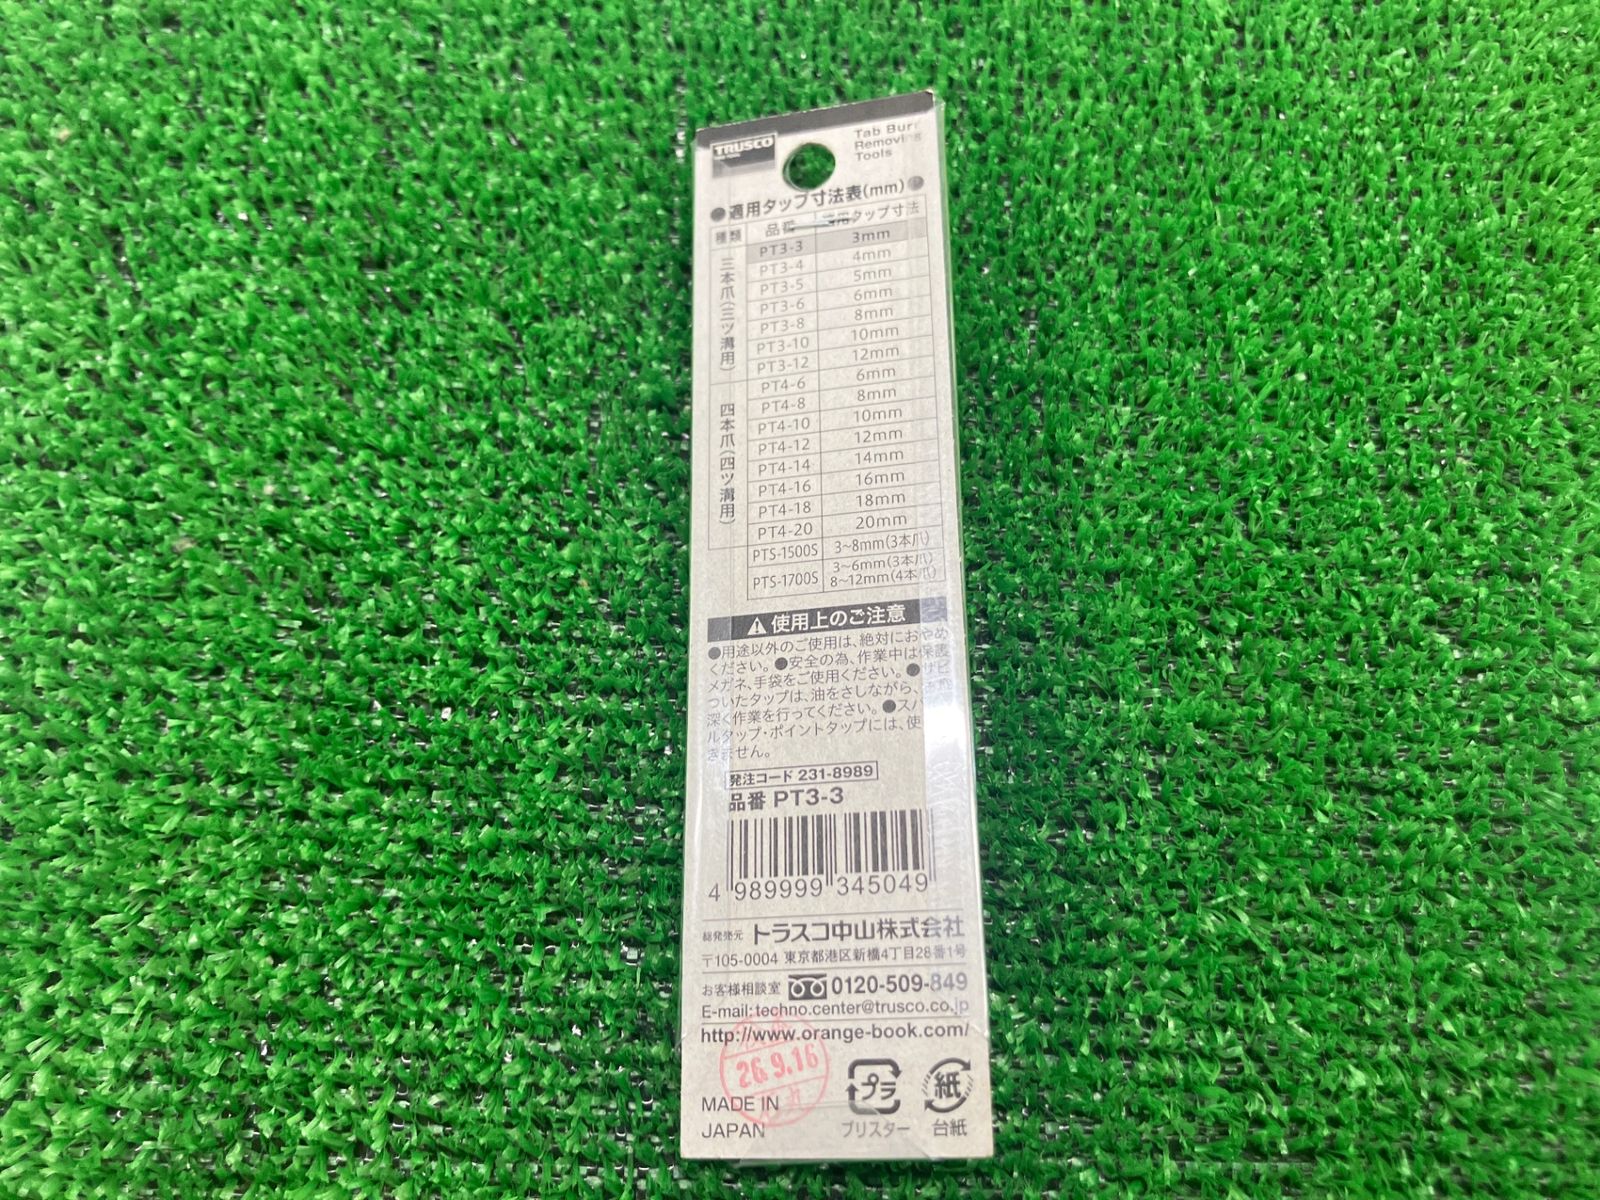 TRUSCO
Tab Burr
Removing
Tools
●適用タップ寸法表(mm)●
種類 品番 適用タップ寸法
三本爪(三ツ溝用)
PT3-3 3mm
PT3-4 4mm
PT3-5 5mm
PT3-6 6mm
PT3-8 8mm
PT3-10 10mm
PT3-12 12mm
四本爪(四ツ溝用)
PT4-6 6mm
PT4-8 8mm
PT4-10 10mm
PT4-12 12mm
PT4-14 14mm
PT4-16 16mm
PT4-18 18mm
PT4-20 20mm
PTS-1500S 3~8mm(3本爪)
PTS-1700S 3~6mm(3本爪)
8~12mm(4本爪)
使用上のご注意
●用途以外のご使用は、絶対におやめ
ください。●安全の為、作業中は保護
メガネ、手袋をご使用ください。●サビ
ついたタップは、油をさしながら、
深く作業を行ってください。●スパ
ルタップ・ポイントタップには、使
きません。
発注コード 231-8989
品番 PT3-3
4 989999 345049
総発売元 トラスコ中山株式会社
〒105-0004 東京都港区新橋4丁目28番1号
お客様相談室 0120-509-849
E-mail:techno.center@trusco.co.jp
http://www.orange-book.com/
26.9.16
MADE IN
JAPAN
プラ
ブリスター
紙
台紙